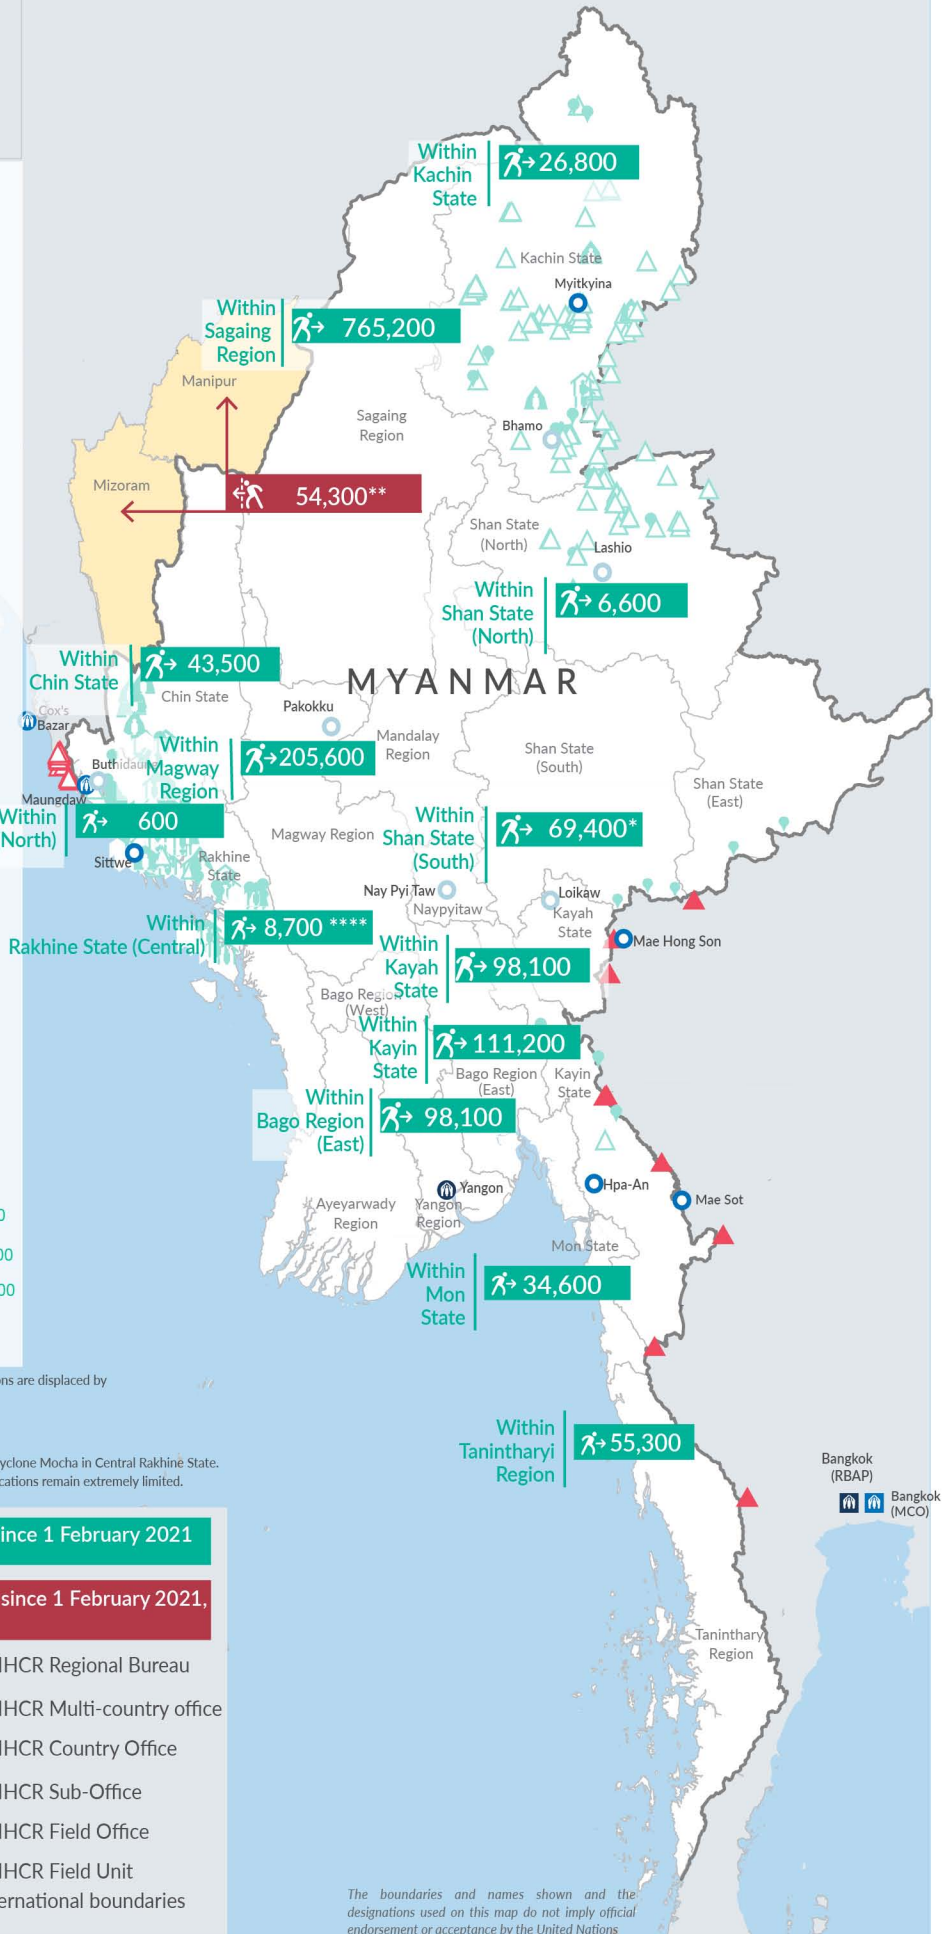 Within
Kachin
State
26,800
Kachin State
Myitkyina
Within
Sagaing
Region
765,200
Manipur
Sagaing
Region
Bhamo
Mizoram
54,300**
Shan State
(North)
Lashio
Within
Shan State
(North)
6,600
Within
Chin State
43,500
Chin State
MYANMAR
Pakokku
Cox's
Bazar
Mandalay
Region
Shan State
(South)
Within
Magway
Region
205,600
Shan State
(East)
Maungdaw
Within
North)
600
Magway Region
Within
Shan State
(South)
69,400*
Sittwe
Rakhine
State
Nay Pyi Taw
Naypyitaw
Loikaw
Kayah
State
Within
Rakhine State (Central)
8,700 ****
Mae Hong Son
Within
Kayah
State
98,100
Bago Region
(West)
Within
Kayin
State
111,200
Bago Region
(East)
Kayin
State
Within
Bago Region
(East)
98,100
Hpa-An
Yangon
Mae Sot
Ayeyarwady
Region
Yangon
Region
Mon State
0
00
00
Within
Mon
State
34,600
ns are displaced by
Within
Tanintharyi
Region
55,300
yclone Mocha in Central Rakhine State.
cations remain extremely limited.
Bangkok
(RBAP)
Bangkok
(MCO)
ince 1 February 2021
since 1 February 2021,
Taninthary
Region
HCR Regional Bureau
HCR Multi-country office
HCR Country Office
HCR Sub-Office
HCR Field Office
HCR Field Unit
ernational boundaries
The boundaries and names shown and the
designations used on this map do not imply official
endorsement or acceptance by the United Nations